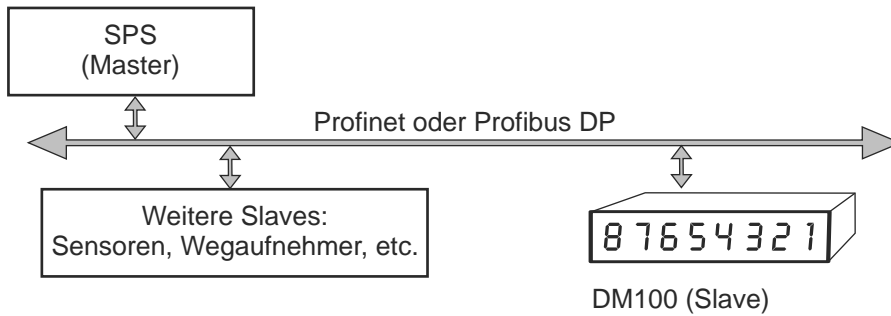 SPS
(Master)
Profinet oder Profibus DP
Weitere Slaves:
Sensoren, Wegaufnehmer, etc.
87654321
DM100 (Slave)